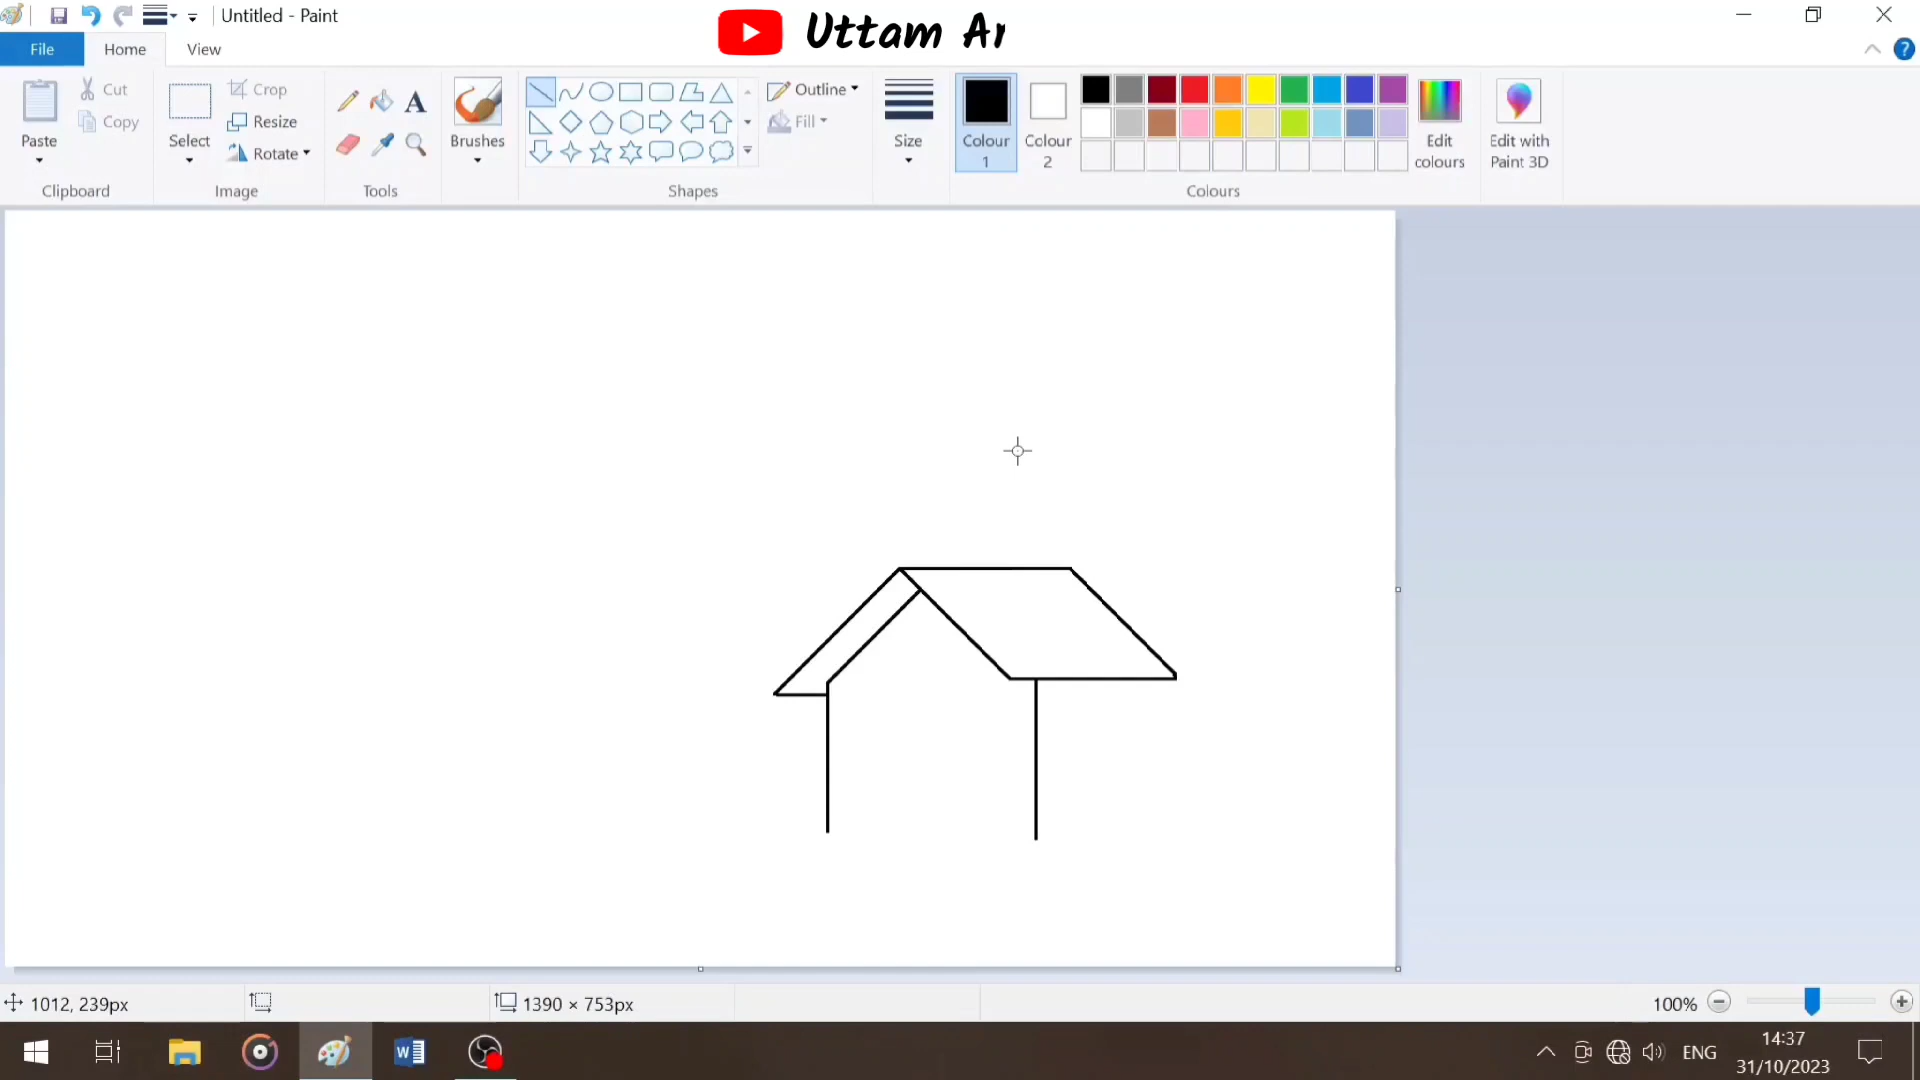 Untitled - Paint
Uttam Ar
File Home View
Cut
Copy
Paste
Clipboard
Crop
Resize
Rotate
Select
Image
A
Tools
Brushes
Outline
Fill
Shapes
Size
Colour 1
Colour 2
Edit colours
Colours
Edit with Paint 3D
1012, 239px
1390 × 753px
100%
ENG
14:37
31/10/2023